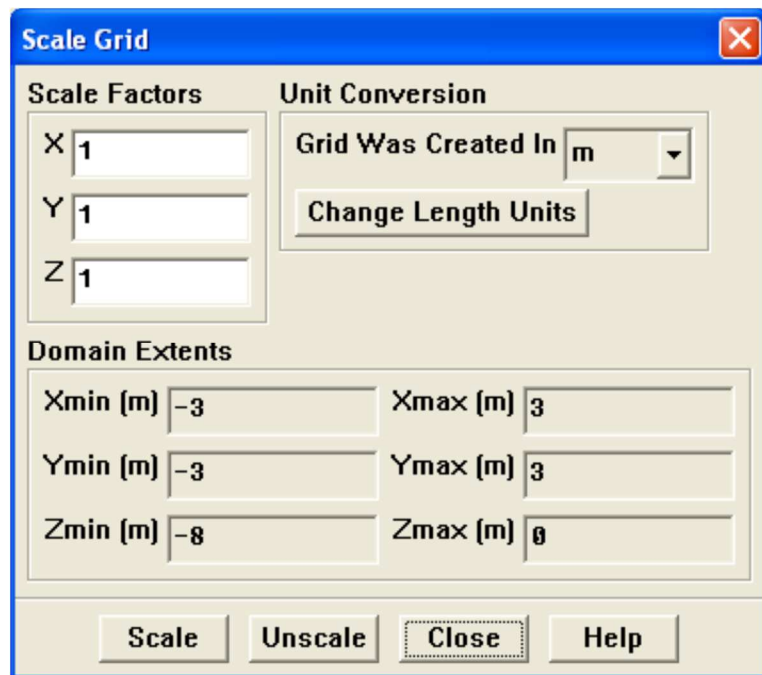 Scale Grid
Scale Factors
X 1
Y 1
Z 1
Unit Conversion
Grid Was Created In m
Change Length Units
Domain Extents
Xmin (m) -3 Xmax (m) 3
Ymin (m) -3 Ymax (m) 3
Zmin (m) -8 Zmax (m) 0
Scale Unscale Close Help